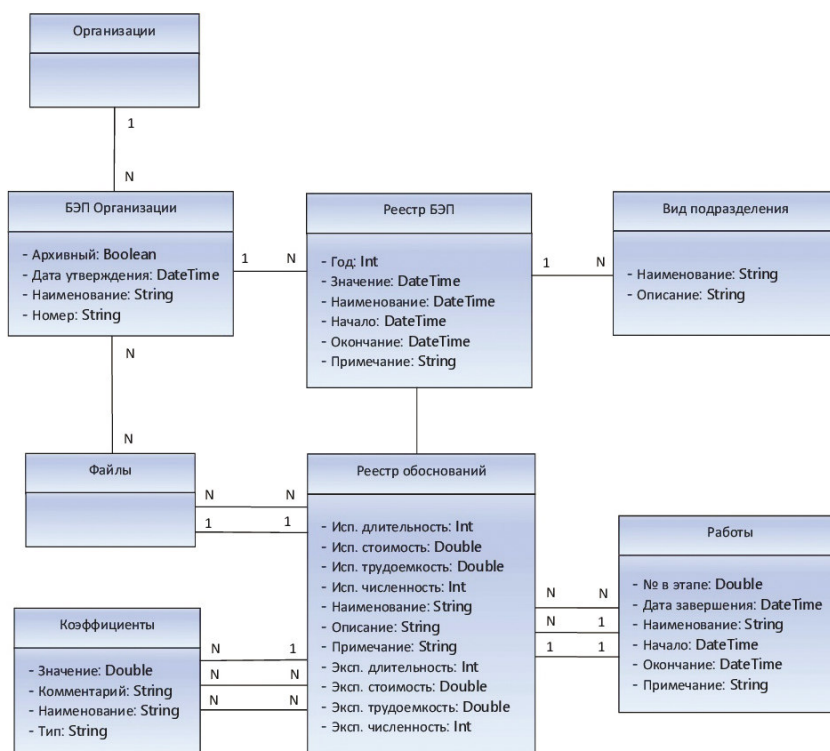 Организации
1
N
БЭП Организации
- Архивный: Boolean
- Дата утверждения: DateTime
- Наименование: String
- Номер: String
1 N
Реестр БЭП
- Год: Int
- Значение: DateTime
- Наименование: DateTime
- Начало: DateTime
- Окончание: DateTime
- Примечание: String
1 N
Вид подразделения
- Наименование: String
- Описание: String
N
N
Файлы
N N
1 1
Реестр обоснований
- Исп. длительность: Int
- Исп. стоимость: Double
- Исп. трудоемкость: Double
- Исп. численность: Int
- Наименование: String
- Описание: String
- Примечание: String
- Эксп. длительность: Int
- Эксп. стоимость: Double
- Эксп. трудоемкость: Double
- Эксп. численность: Int
N N
N 1
1 1
Работы
- № в этапе: Double
- Дата завершения: DateTime
- Наименование: String
- Начало: DateTime
- Окончание: DateTime
- Примечание: String
Коэффициенты
- Значение: Double
- Комментарий: String
- Наименование: String
- Тип: String
N 1
N N
N N